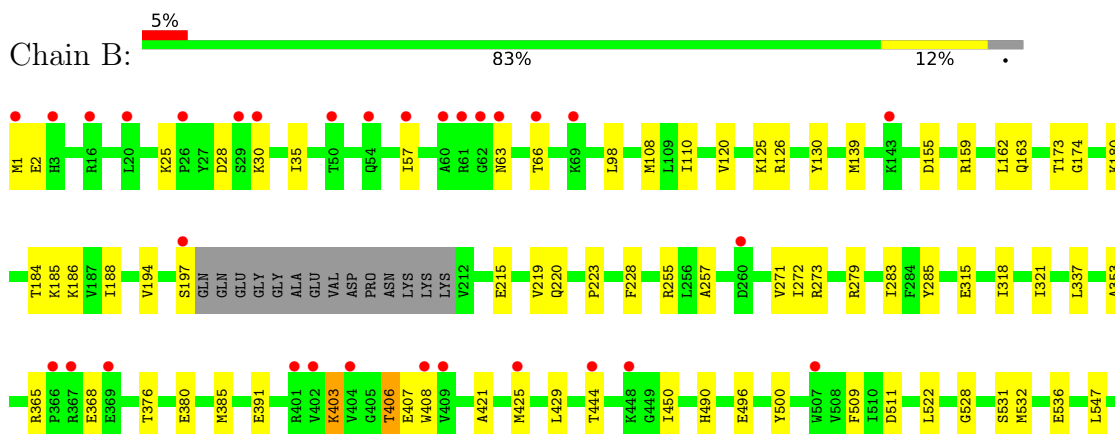 5%
Chain B:
83% 12% •
M1 E2 H3 R16 L20 K25 P26 Y27 D28 S29 K30 I35 T50 Q54 I57 A60 R61 G62 N63 T66 K69 L98 M108 L109 I110 V120 K125 R126 Y130 M139 K143 D155 R159 L162 Q163 T173 G174 K180
T184 K185 K186 V187 I188 V194 S197 GLN GLN GLU GLY GLY ALA GLU VAL ASP PRO ASN LYS LYS LYS V212 E215 V219 Q220 P223 F228 R255 L256 A257 D260 V271 I272 R273 R279 I283 F284 Y285 E315 I318 I321 L337 A353
R365 P366 R367 E368 E369 T376 E380 M385 E391 R401 V402 K403 V404 G405 T406 E407 W408 V409 A421 M425 L429 T444 K448 G449 I450 H490 E496 Y500 W507 V508 F509 I510 D511 L522 G528 S531 M532 E536 L547